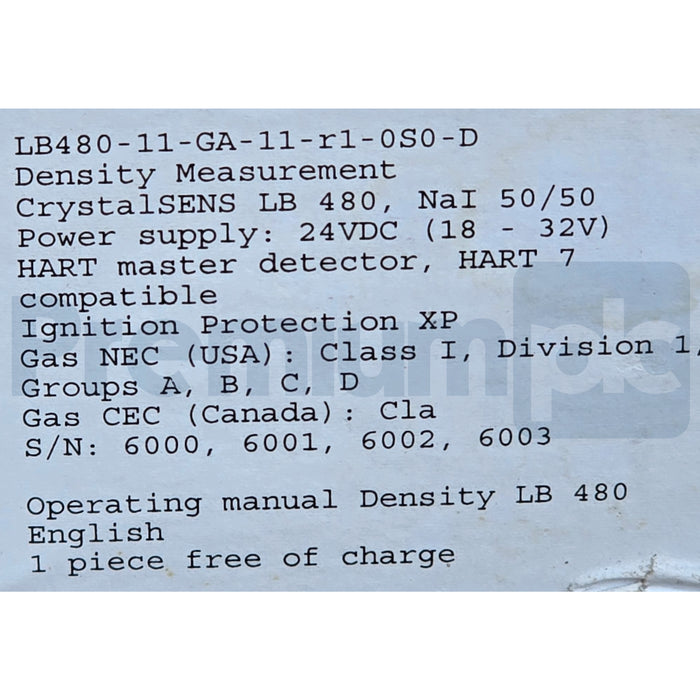 LB480-11-GA-11-r1-0S0-D
Density Measurement
CrystalSENS LB 480, NaI 50/50
Power supply: 24VDC (18 - 32V)
HART master detector, HART 7
compatible
Ignition Protection XP
Gas NEC (USA): Class I, Division 1,
Groups A, B, C, D
Gas CEC (Canada): Cla
S/N: 6000, 6001, 6002, 6003
Operating manual Density LB 480
English
1 piece free of charge
Premiumplc